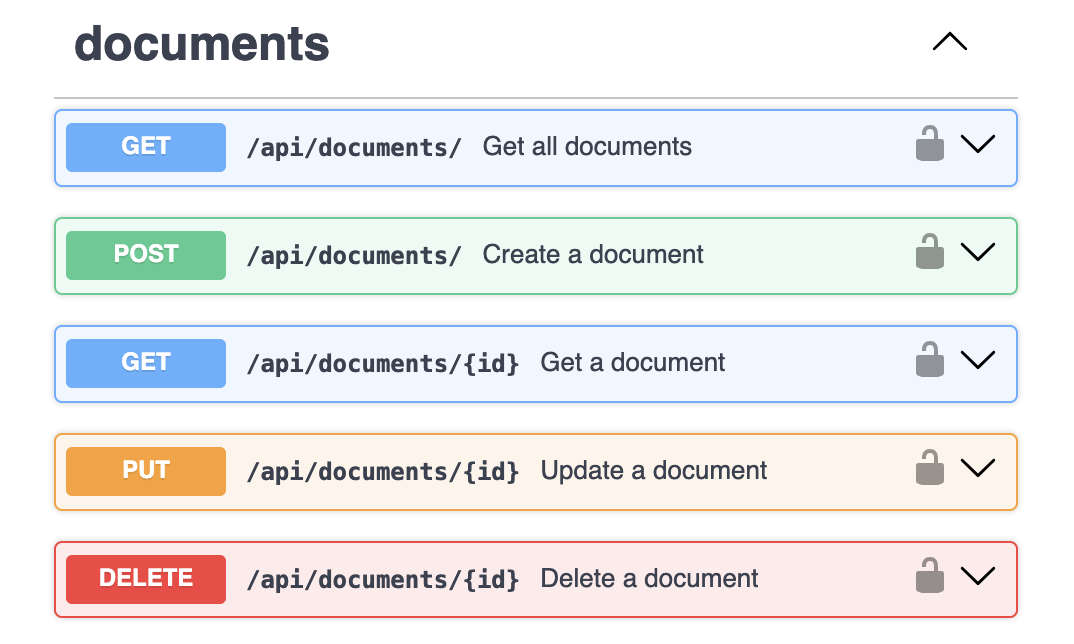 documents
GET /api/documents/ Get all documents
POST /api/documents/ Create a document
GET /api/documents/{id} Get a document
PUT /api/documents/{id} Update a document
DELETE /api/documents/{id} Delete a document